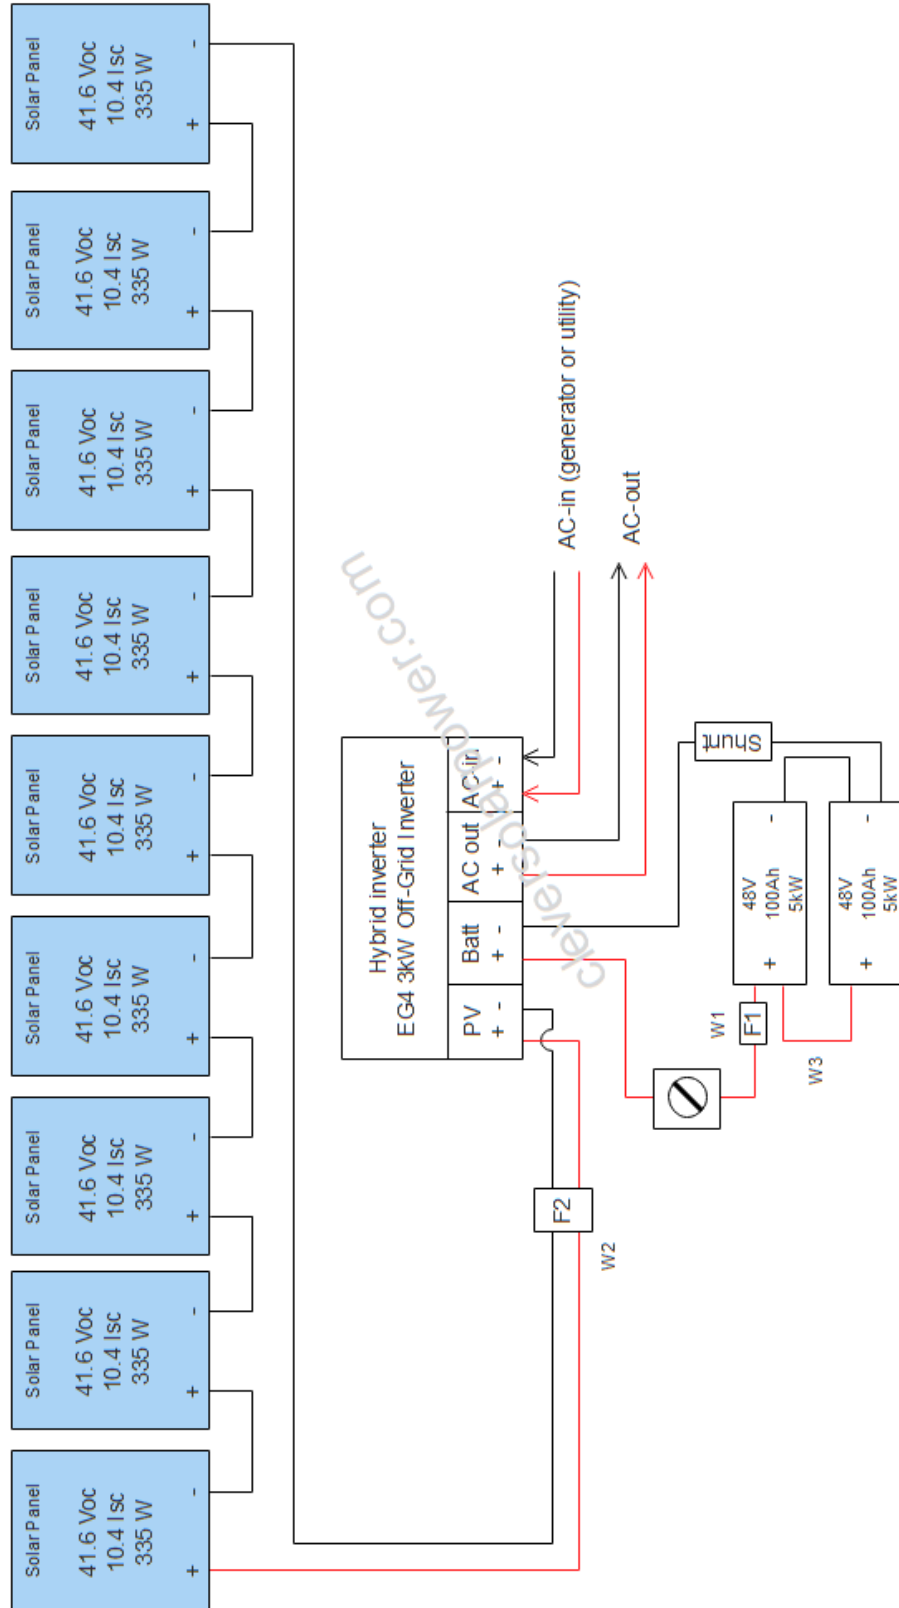 Solar Panel
41.6 Voc
10.4 Isc
335 W
+ -
Solar Panel
41.6 Voc
10.4 Isc
335 W
+ -
Solar Panel
41.6 Voc
10.4 Isc
335 W
+ -
Solar Panel
41.6 Voc
10.4 Isc
335 W
+ -
Solar Panel
41.6 Voc
10.4 Isc
335 W
+ -
Solar Panel
41.6 Voc
10.4 Isc
335 W
+ -
Solar Panel
41.6 Voc
10.4 Isc
335 W
+ -
Solar Panel
41.6 Voc
10.4 Isc
335 W
+ -
Solar Panel
41.6 Voc
10.4 Isc
335 W
+ -
Hybrid inverter
EG4 3kW Off-Grid Inverter
PV
+ -
Batt
+ -
AC out
+ -
AC-in
+ -
AC-in (generator or utility)
AC-out
cleversolarpower.com
F2
W2
Shunt
W1
F1
W3
48V
100Ah
5kW
+ -
48V
100Ah
5kW
+ -